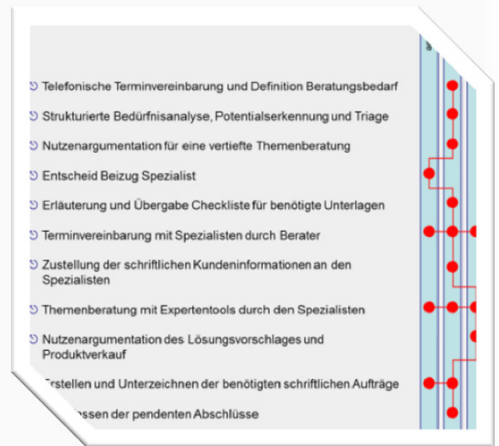 Telefonische Terminvereinbarung und Definition Beratungsbedarf
Strukturierte Bedürfnisanalyse, Potentialserkennung und Triage
Nutzenargumentation für eine vertiefte Themenberatung
Entscheid Beizug Spezialist
Erläuterung und Übergabe Checkliste für benötigte Unterlagen
Terminvereinbarung mit Spezialisten durch Berater
Zustellung der schriftlichen Kundeninformationen an den
Spezialisten
Themenberatung mit Expertentools durch den Spezialisten
Nutzenargumentation des Lösungsvorschlages und
Produktverkauf
Erstellen und Unterzeichnen der benötigten schriftlichen Aufträge
der pendenten Abschlüsse